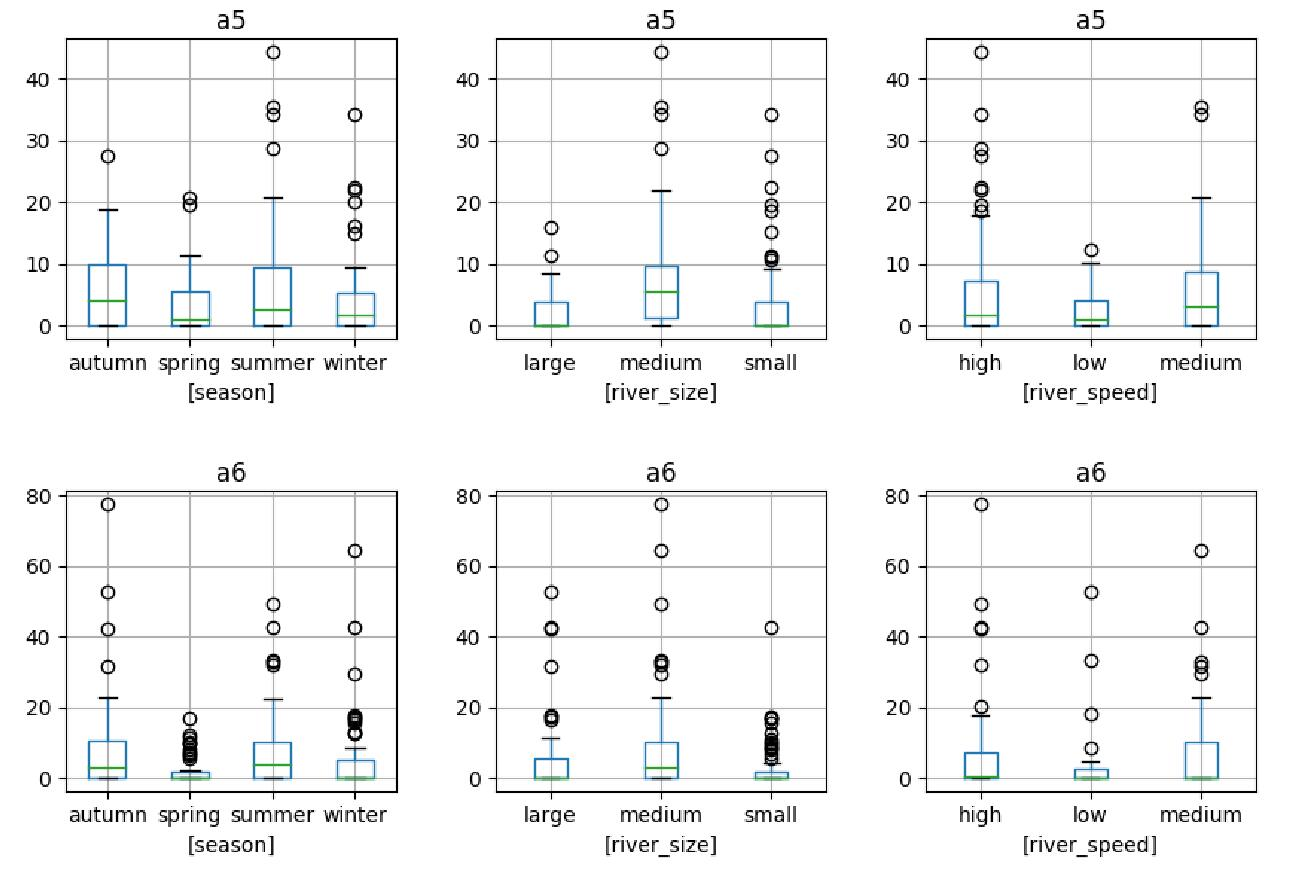 a5 a5 a5
40 40 40
30 30 30
20 20 20
10 10 10
0 0 0
autumn spring summer winter large medium small high low medium
[season] [river_size] [river_speed]
a6 a6 a6
80 80 80
60 60 60
40 40 40
20 20 20
0 0 0
autumn spring summer winter large medium small high low medium
[season] [river_size] [river_speed]